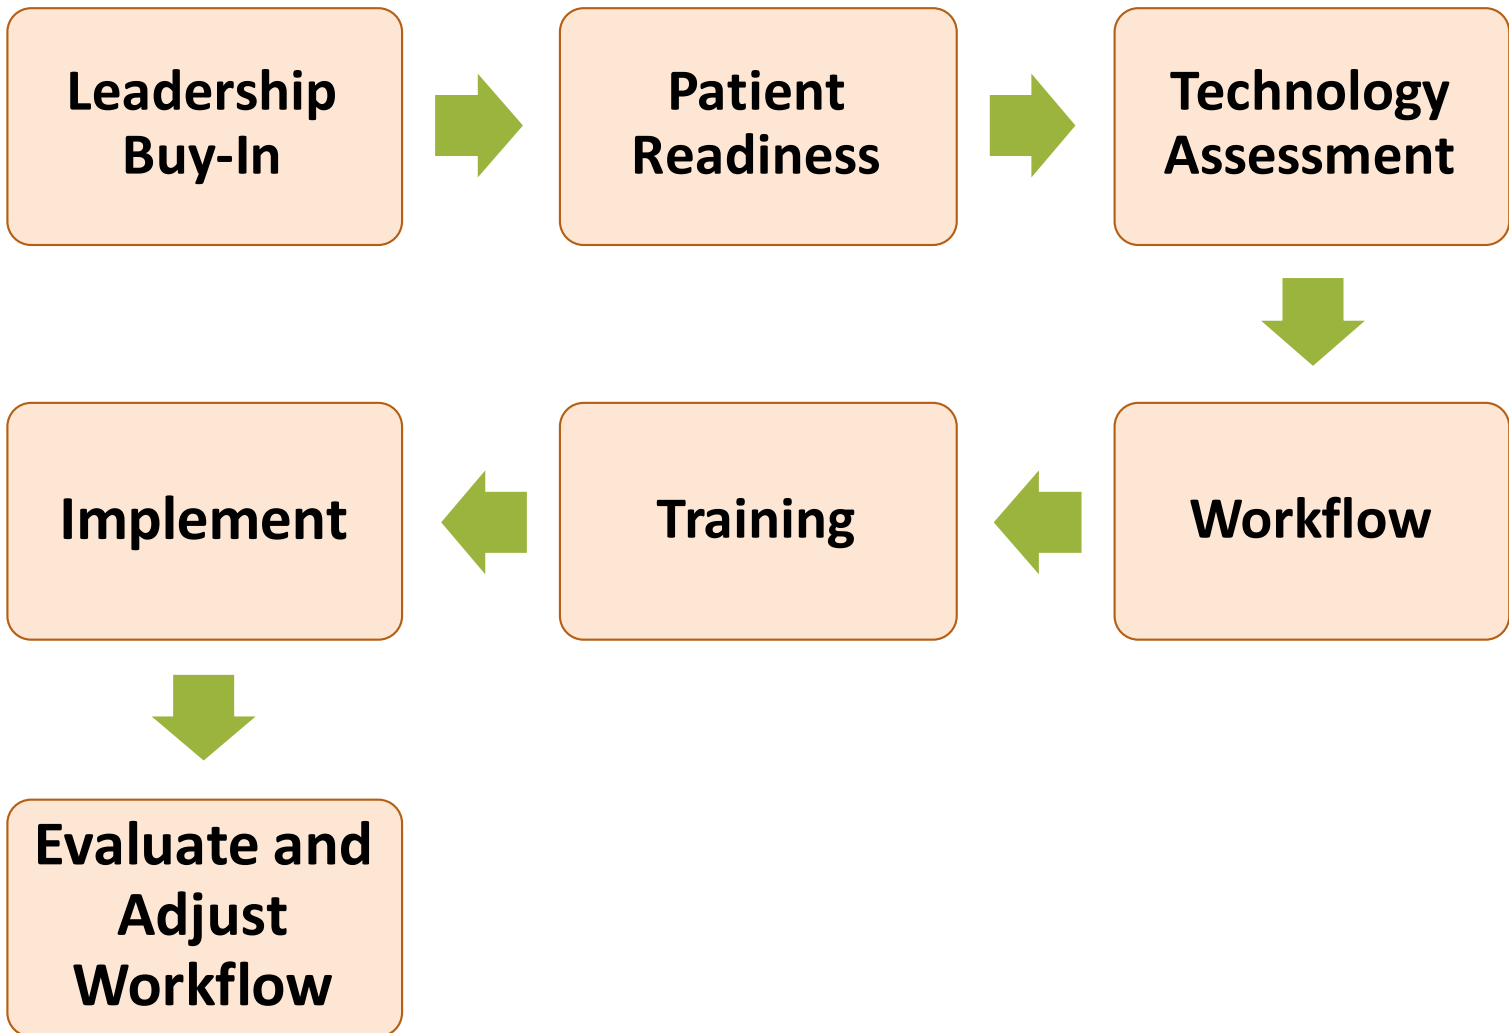 Leadership
Buy-In
Patient
Readiness
Technology
Assessment
Workflow
Training
Implement
Evaluate and
Adjust
Workflow